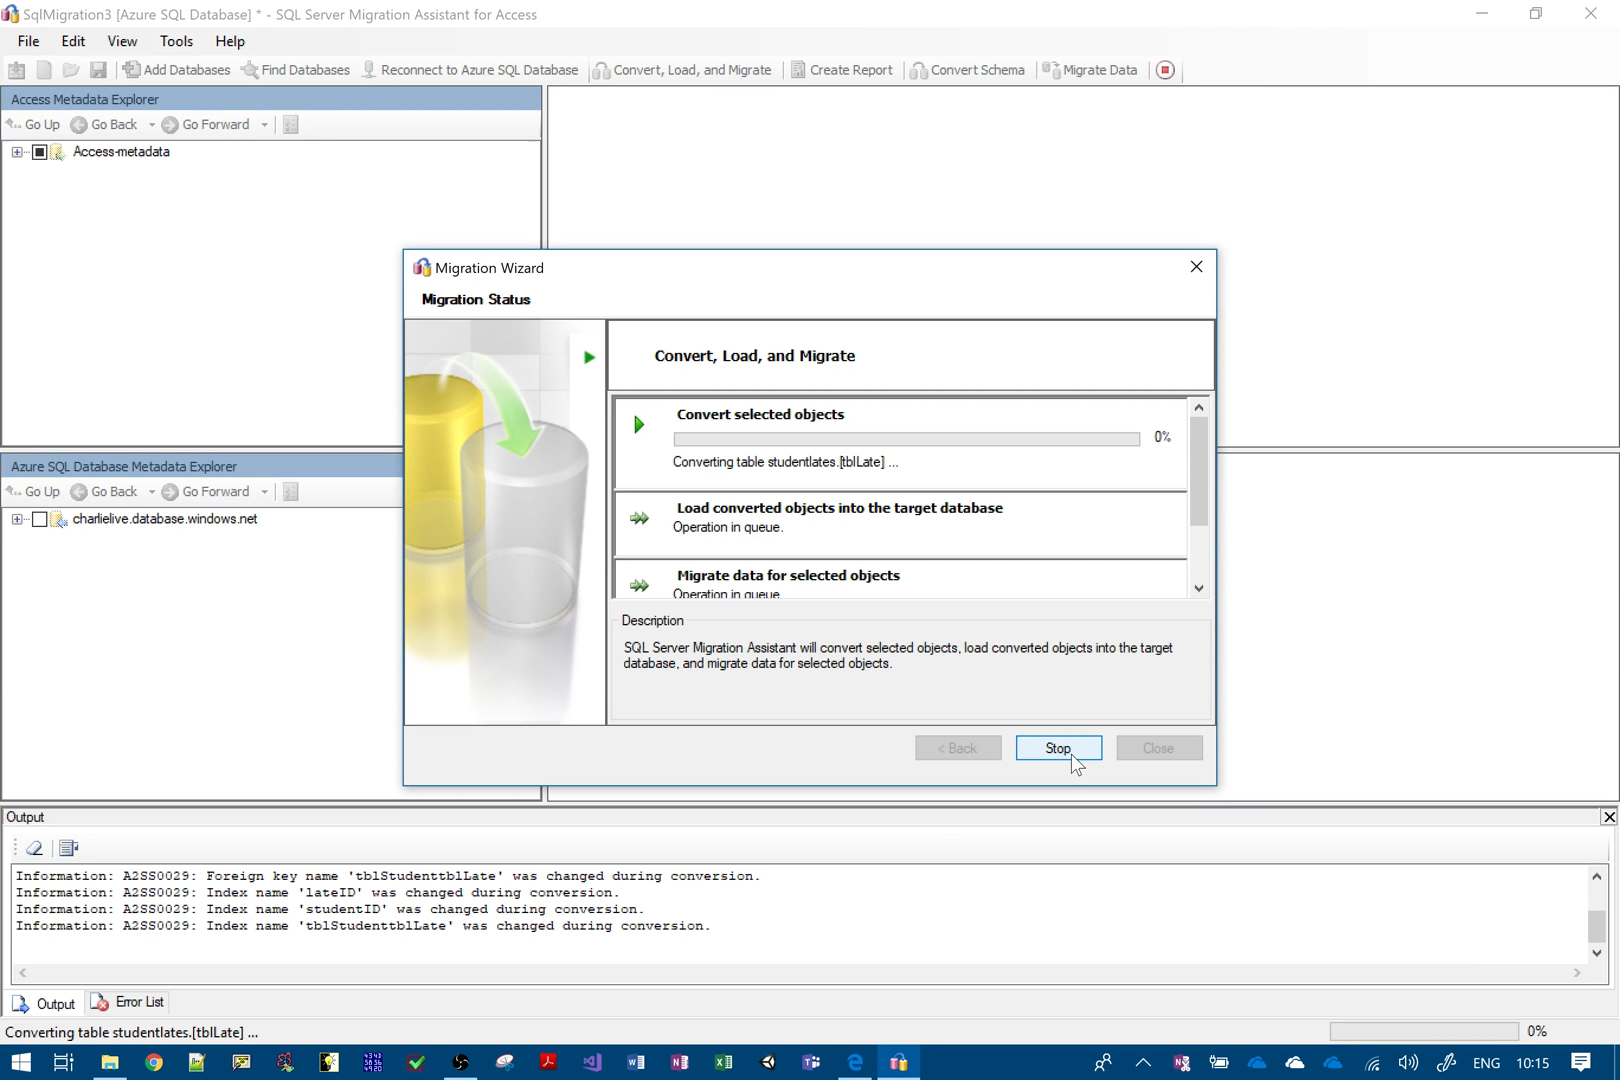 SqlMigration3 [Azure SQL Database] * - SQL Server Migration Assistant for Access
File Edit View Tools Help
Add Databases Find Databases Reconnect to Azure SQL Database Convert, Load, and Migrate Create Report Convert Schema Migrate Data
Access Metadata Explorer
Go Up Go Back Go Forward
Access-metadata
Migration Wizard
Migration Status
Convert, Load, and Migrate
Convert selected objects
0%
Converting table studentlates.[tblLate] ...
Load converted objects into the target database
Operation in queue.
Migrate data for selected objects
Operation in queue.
Description
SQL Server Migration Assistant will convert selected objects, load converted objects into the target
database, and migrate data for selected objects.
< Back Stop Close
Azure SQL Database Metadata Explorer
Go Up Go Back Go Forward
charlielive.database.windows.net
Output
Information: A2SS0029: Foreign key name 'tblStudenttblLate' was changed during conversion.
Information: A2SS0029: Index name 'lateID' was changed during conversion.
Information: A2SS0029: Index name 'studentID' was changed during conversion.
Information: A2SS0029: Index name 'tblStudenttblLate' was changed during conversion.
Output Error List
Converting table studentlates.[tblLate] ... 0%
ENG 10:15